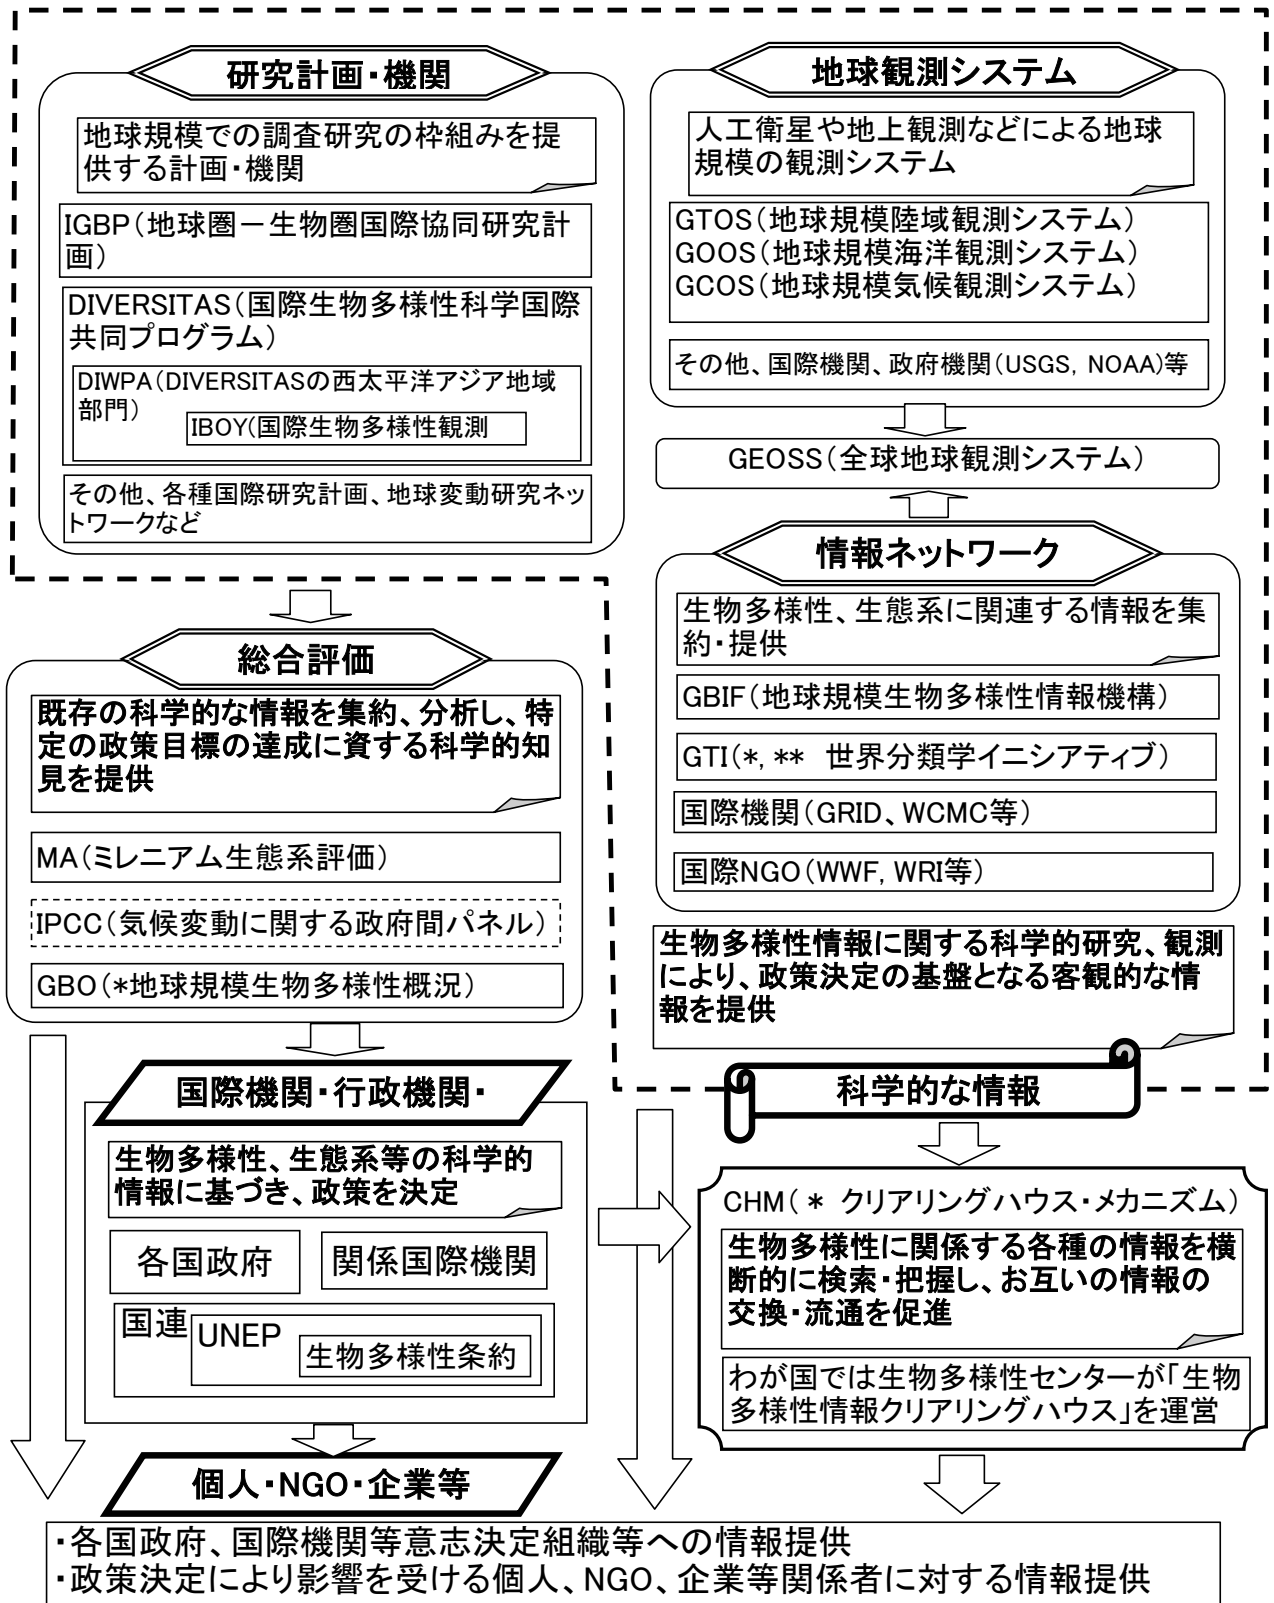 研究計画・機関
地球規模での調査研究の枠組みを提
供する計画・機関
IGBP(地球圏－生物圏国際協同研究計
画)
DIVERSITAS(国際生物多様性科学国際
共同プログラム)
DIWPA(DIVERSITASの西太平洋アジア地域
部門)
IBOY(国際生物多様性観測
その他、各種国際研究計画、地球変動研究ネッ
トワークなど
地球観測システム
人工衛星や地上観測などによる地球
規模の観測システム
GTOS(地球規模陸域観測システム)
GOOS(地球規模海洋観測システム)
GCOS(地球規模気候観測システム)
その他、国際機関、政府機関(USGS, NOAA)等
GEOSS(全球地球観測システム)
情報ネットワーク
生物多様性、生態系に関連する情報を集
約・提供
GBIF(地球規模生物多様性情報機構)
GTI(*, ** 世界分類学イニシアティブ)
国際機関(GRID、WCMC等)
国際NGO(WWF, WRI等)
生物多様性情報に関する科学的研究、観測
により、政策決定の基盤となる客観的な情
報を提供
科学的な情報
総合評価
既存の科学的な情報を集約、分析し、特
定の政策目標の達成に資する科学的知
見を提供
MA(ミレニアム生態系評価)
IPCC(気候変動に関する政府間パネル)
GBO(*地球規模生物多様性概況)
国際機関・行政機関・
生物多様性、生態系等の科学的
情報に基づき、政策を決定
各国政府
関係国際機関
国連
UNEP
生物多様性条約
CHM( * クリアリングハウス・メカニズム)
生物多様性に関係する各種の情報を横
断的に検索・把握し、お互いの情報の
交換・流通を促進
わが国では生物多様性センターが「生物
多様性情報クリアリングハウス」を運営
個人・NGO・企業等
・各国政府、国際機関等意志決定組織等への情報提供
・政策決定により影響を受ける個人、NGO、企業等関係者に対する情報提供